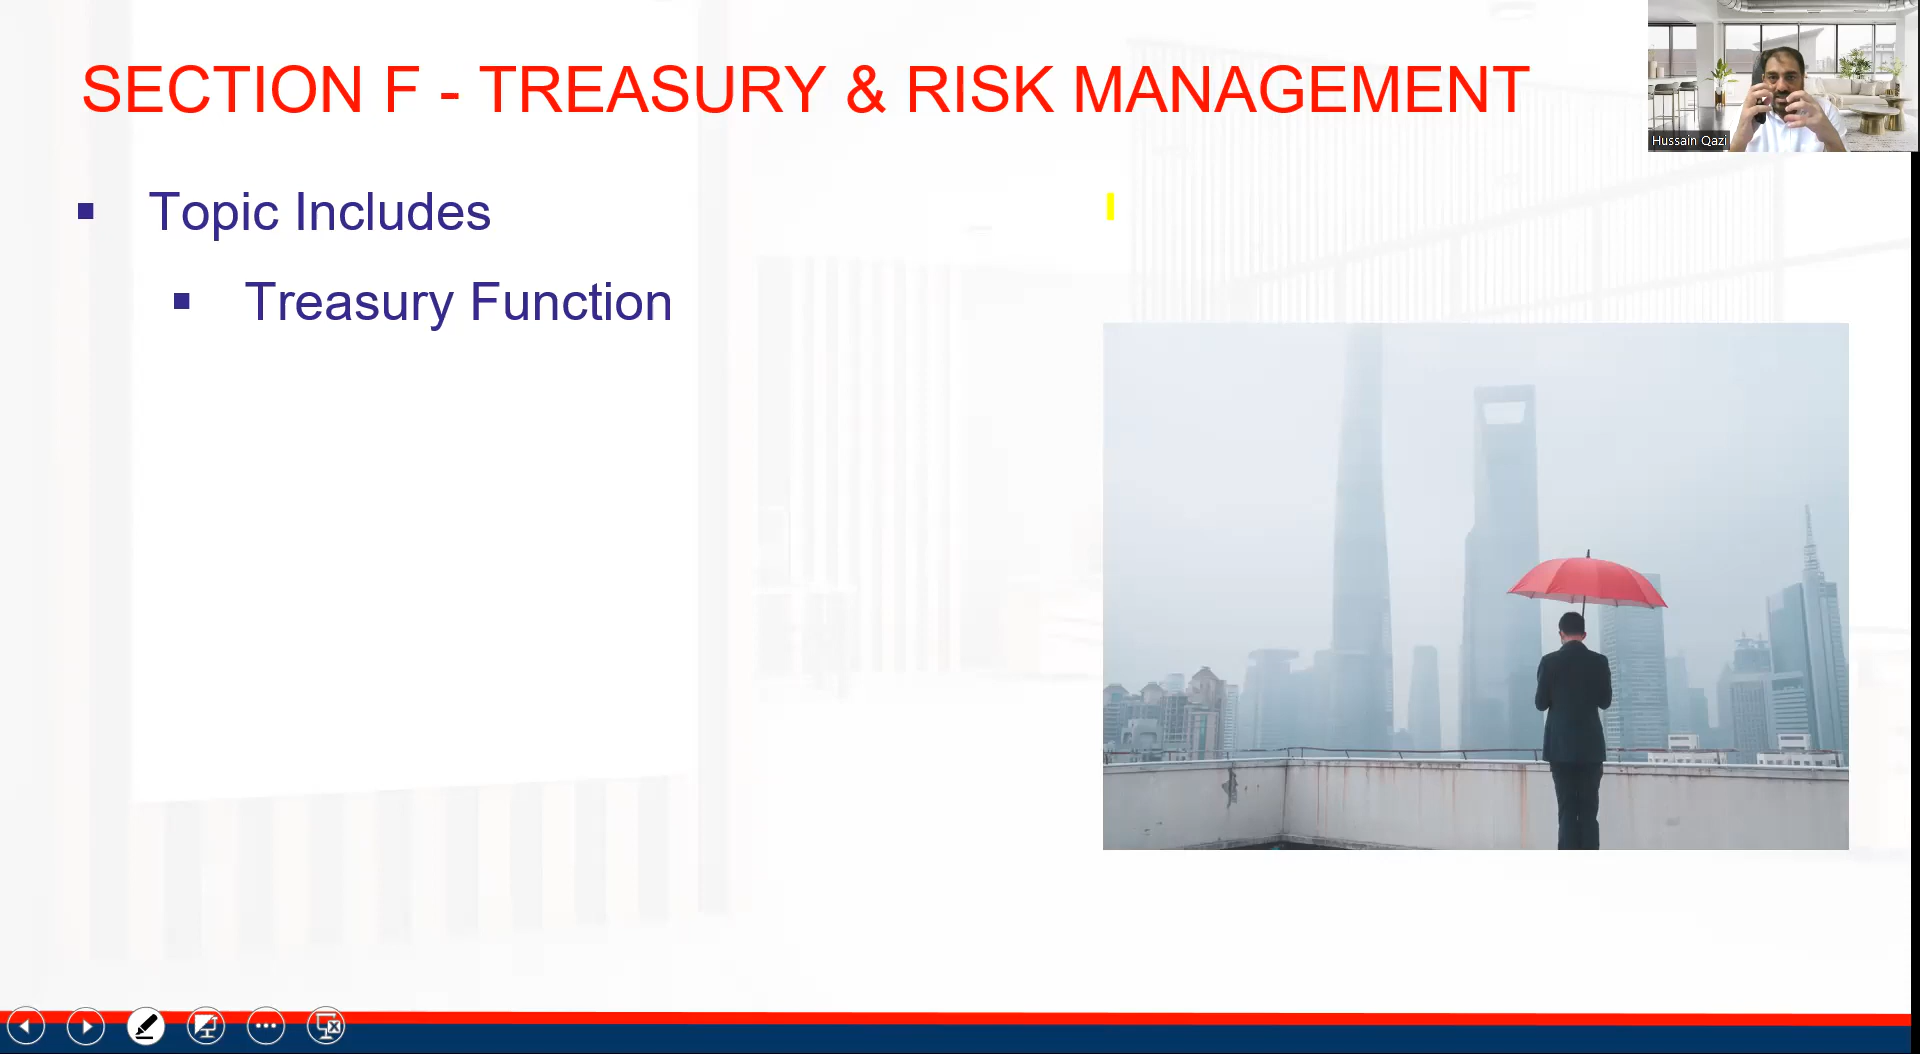 SECTION F - TREASURY & RISK MANAGEMENT
Hussain Qazi
Topic Includes
Treasury Function